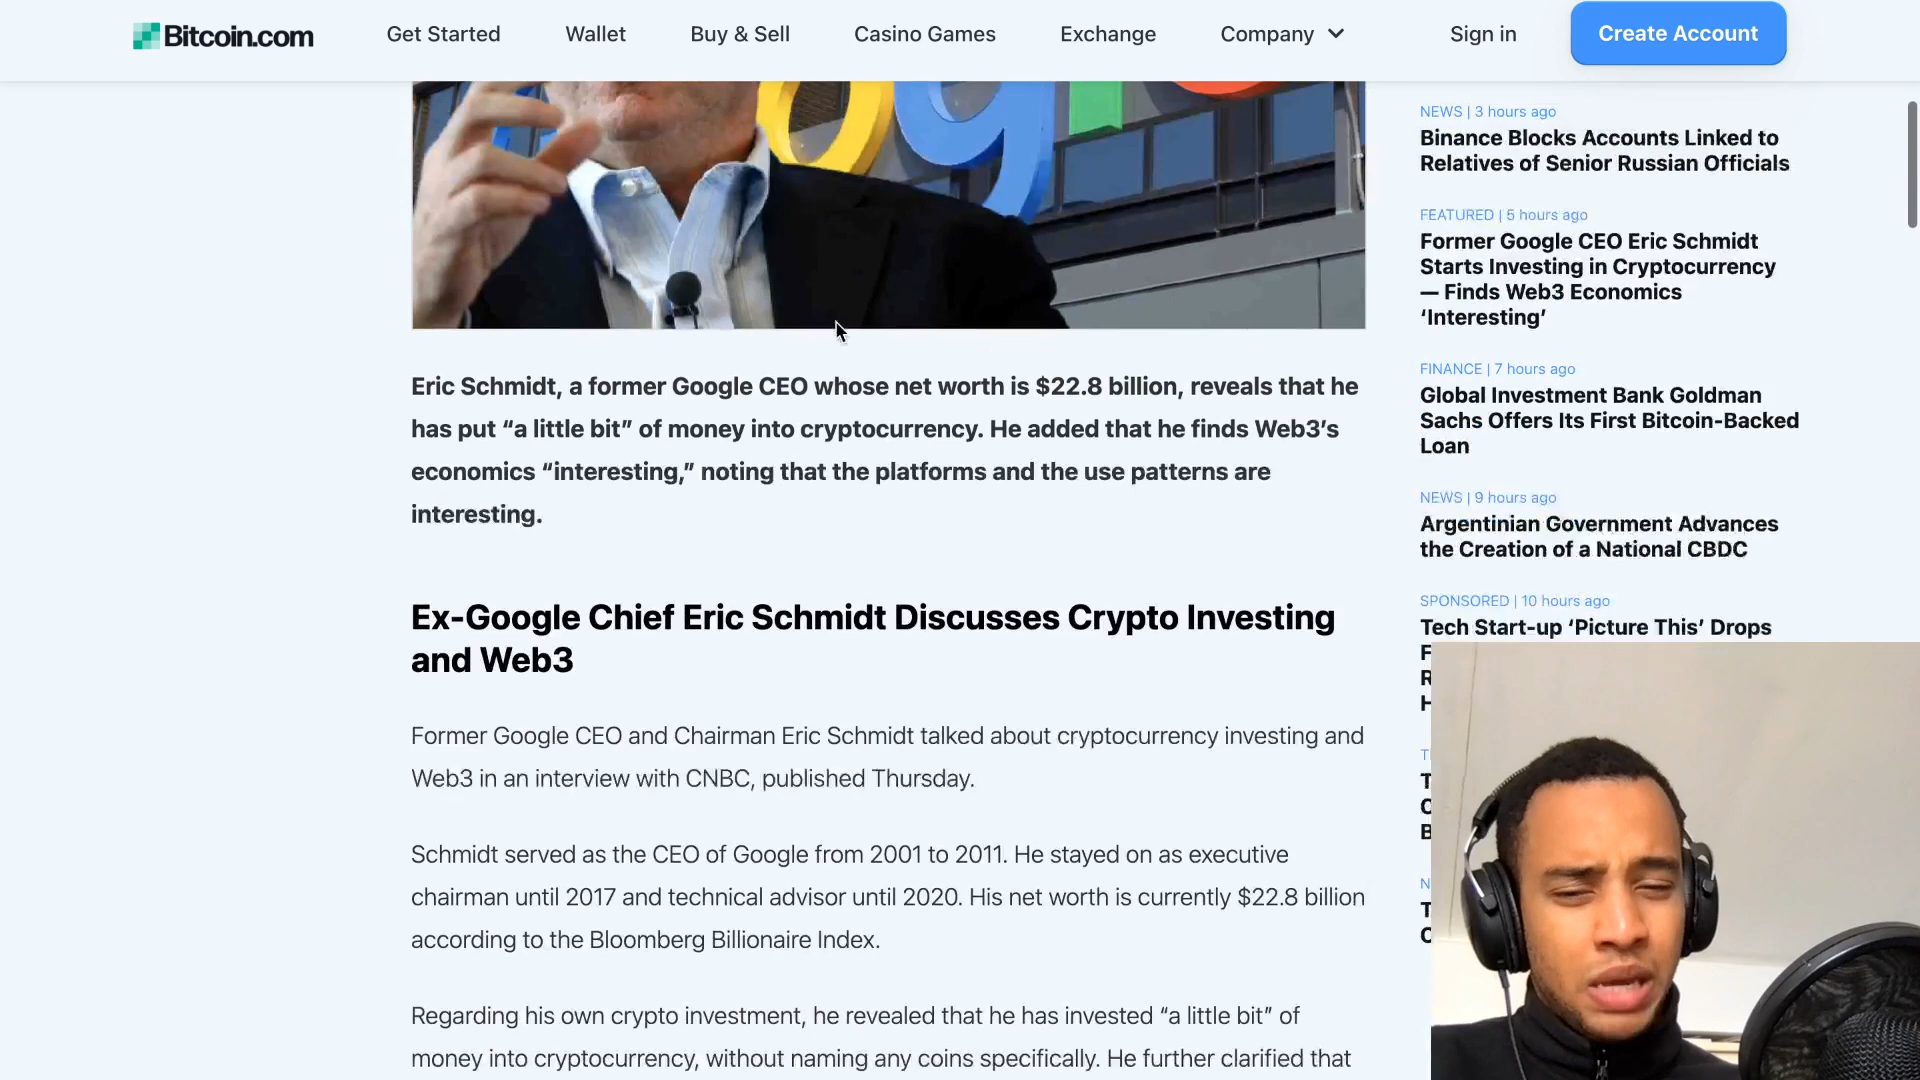 Bitcoin.com
Get Started
Wallet
Buy & Sell
Casino Games
Exchange
Company
Sign in
Create Account
Eric Schmidt, a former Google CEO whose net worth is $22.8 billion, reveals that he
has put “a little bit” of money into cryptocurrency. He added that he finds Web3’s
economics “interesting,” noting that the platforms and the use patterns are
interesting.
Ex-Google Chief Eric Schmidt Discusses Crypto Investing
and Web3
Former Google CEO and Chairman Eric Schmidt talked about cryptocurrency investing and
Web3 in an interview with CNBC, published Thursday.
Schmidt served as the CEO of Google from 2001 to 2011. He stayed on as executive
chairman until 2017 and technical advisor until 2020. His net worth is currently $22.8 billion
according to the Bloomberg Billionaire Index.
Regarding his own crypto investment, he revealed that he has invested “a little bit” of
money into cryptocurrency, without naming any coins specifically. He further clarified that
NEWS | 3 hours ago
Binance Blocks Accounts Linked to
Relatives of Senior Russian Officials
FEATURED | 5 hours ago
Former Google CEO Eric Schmidt
Starts Investing in Cryptocurrency
— Finds Web3 Economics
‘Interesting’
FINANCE | 7 hours ago
Global Investment Bank Goldman
Sachs Offers Its First Bitcoin-Backed
Loan
NEWS | 9 hours ago
Argentinian Government Advances
the Creation of a National CBDC
SPONSORED | 10 hours ago
Tech Start-up ‘Picture This’ Drops